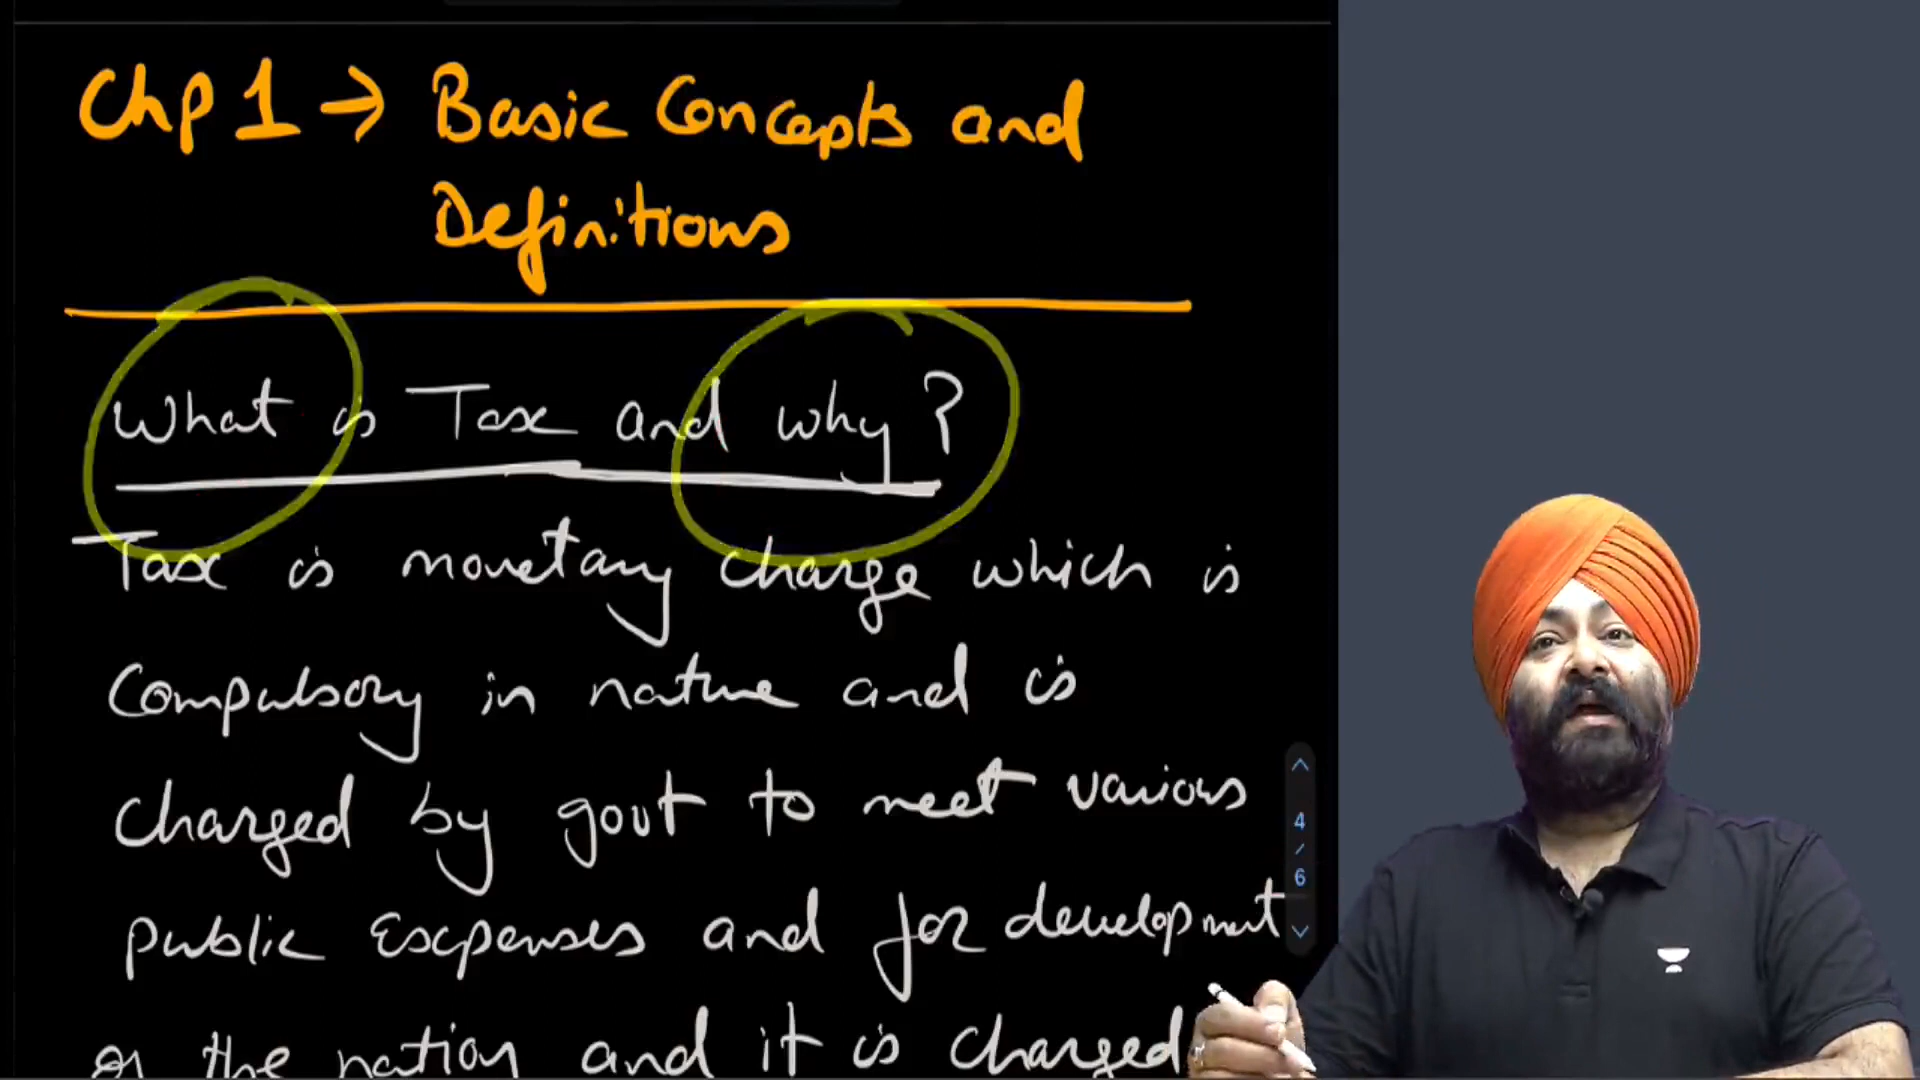 Chp 1 → Basic Concepts and
Definitions
What is Tax and why?
Tax is monetary charge which is
Compulsory in nature and is
charged by govt to meet various
public Expenses and for development
of the nation and it is charged
4
/
6